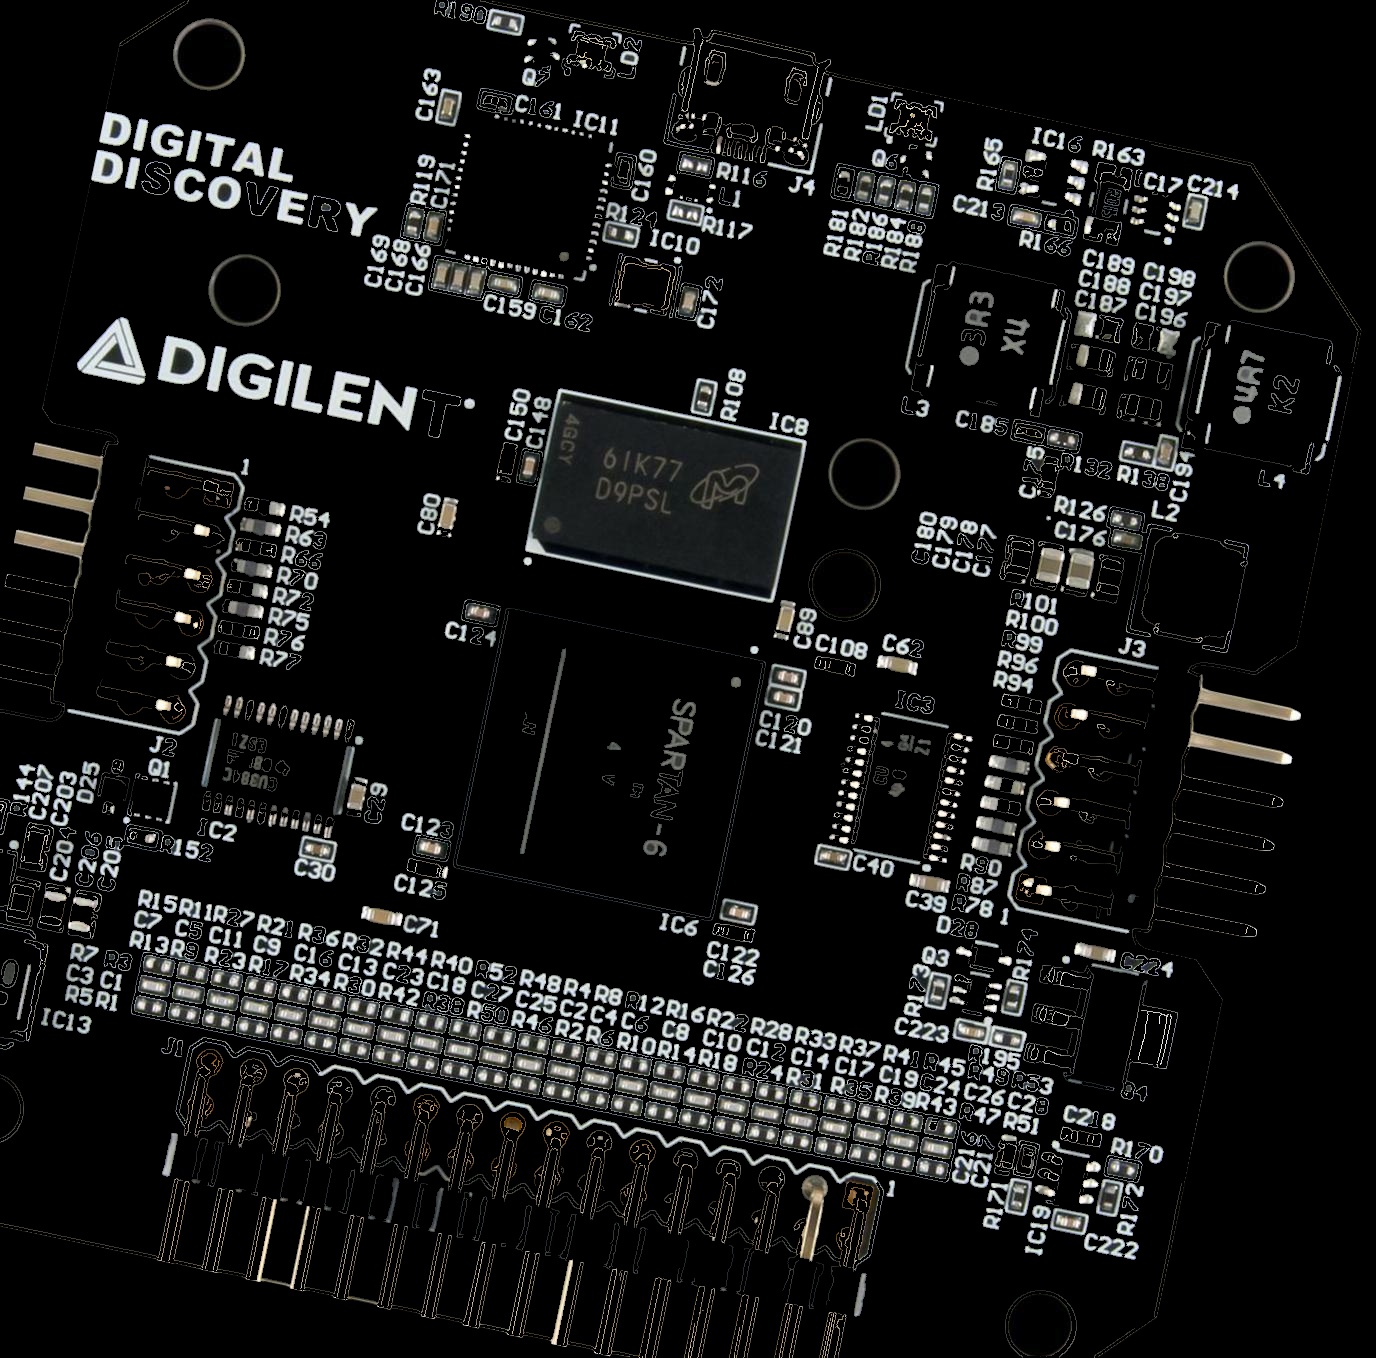 R190
LD2
C163
C161
IC11
LD1
IC16
R163
R165
DIGITAL
DISCOVERY
C160
R116
L1
J4
C17
C214
R119
C171
R124
R117
C213
R166
R181
R182
R186
R184
C169
C168
C166
IC10
C159
C162
C172
C189
C188
C187
C198
C197
C196
3R3
X4
4R7
K2
DIGILENT
L3
L4
R108
C150
C148
IC8
4GCY
6IK77
D9PSL
C185
R132
R138
C194
L2
C80
R126
C176
1
R54
R63
R66
R70
R72
R75
R76
R77
C180
C179
C178
C177
C124
C89
C108
C62
R101
R100
R99
R96
R94
J3
IC3
C120
C121
SPARTAN-6
J2
Q1
D25
C207
C203
C204
C206
C205
R152
IC2
C29
C30
C123
C125
C71
C40
C39
R90
R87
R78
1
D28
IC6
C122
C126
Q3
R174
R173
C224
C223
R195
R15 R11 R27 R21 R36 R32 R44 R40 R52 R48 R4 R8 R12 R16 R22 R28 R33 R37 R41 R45 R49 R53
C7 C5 C11 C9 C16 C13 C23 C18 C27 C25 C2 C4 C6 C8 C10 C12 C14 C17 C19 C24 C26 C28
R13 R9 R23 R17 R34 R30 R42 R38 R50 R46 R2 R6 R10 R14 R18 R24 R31 R35 R39 R43 R47 R51
R7 R3
C3 C1
R5 R1
IC13
J1
1
C218
R170
R171
IC19
R172
C222